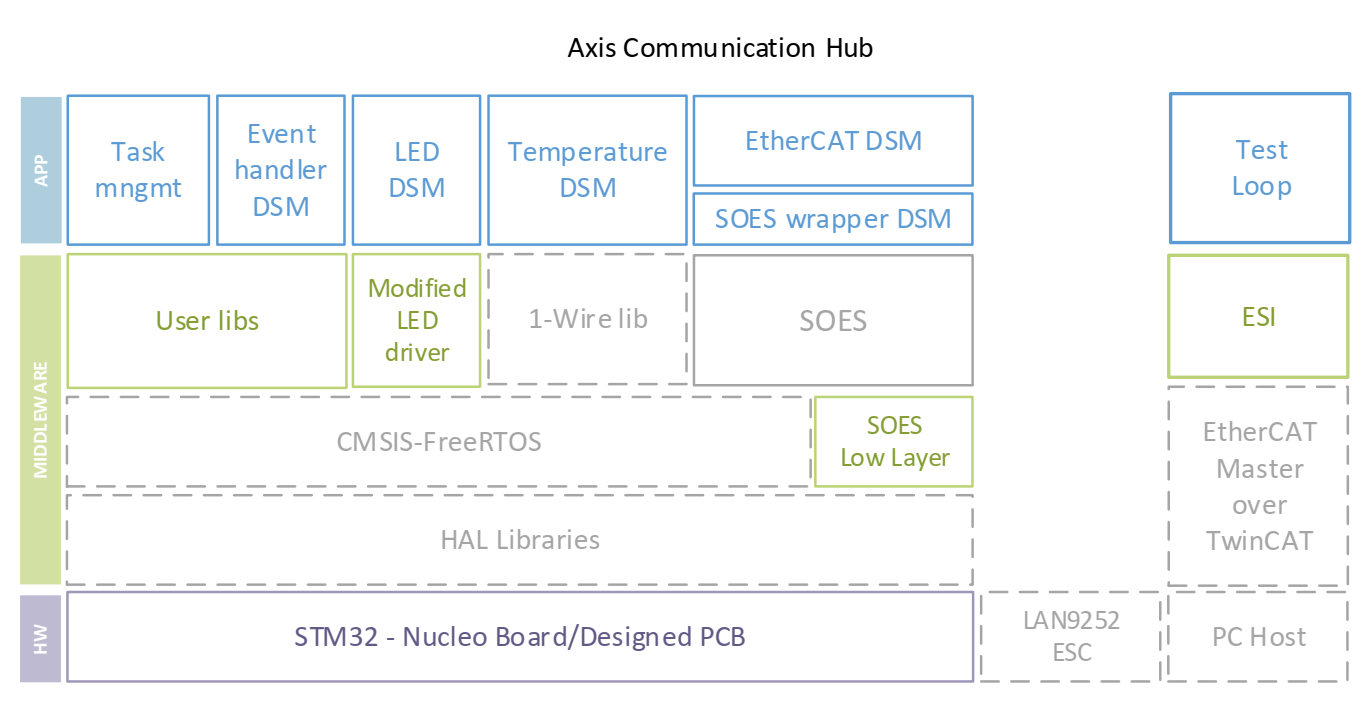 Axis Communication Hub
APP
Task
mngmt
Event
handler
DSM
LED
DSM
Temperature
DSM
EtherCAT DSM
SOES wrapper DSM
Test
Loop
MIDDLEWARE
User libs
Modified
LED
driver
1-Wire lib
SOES
ESI
CMSIS-FreeRTOS
SOES
Low Layer
EtherCAT
Master
over
TwinCAT
HAL Libraries
HW
STM32 - Nucleo Board/Designed PCB
LAN9252
ESC
PC Host